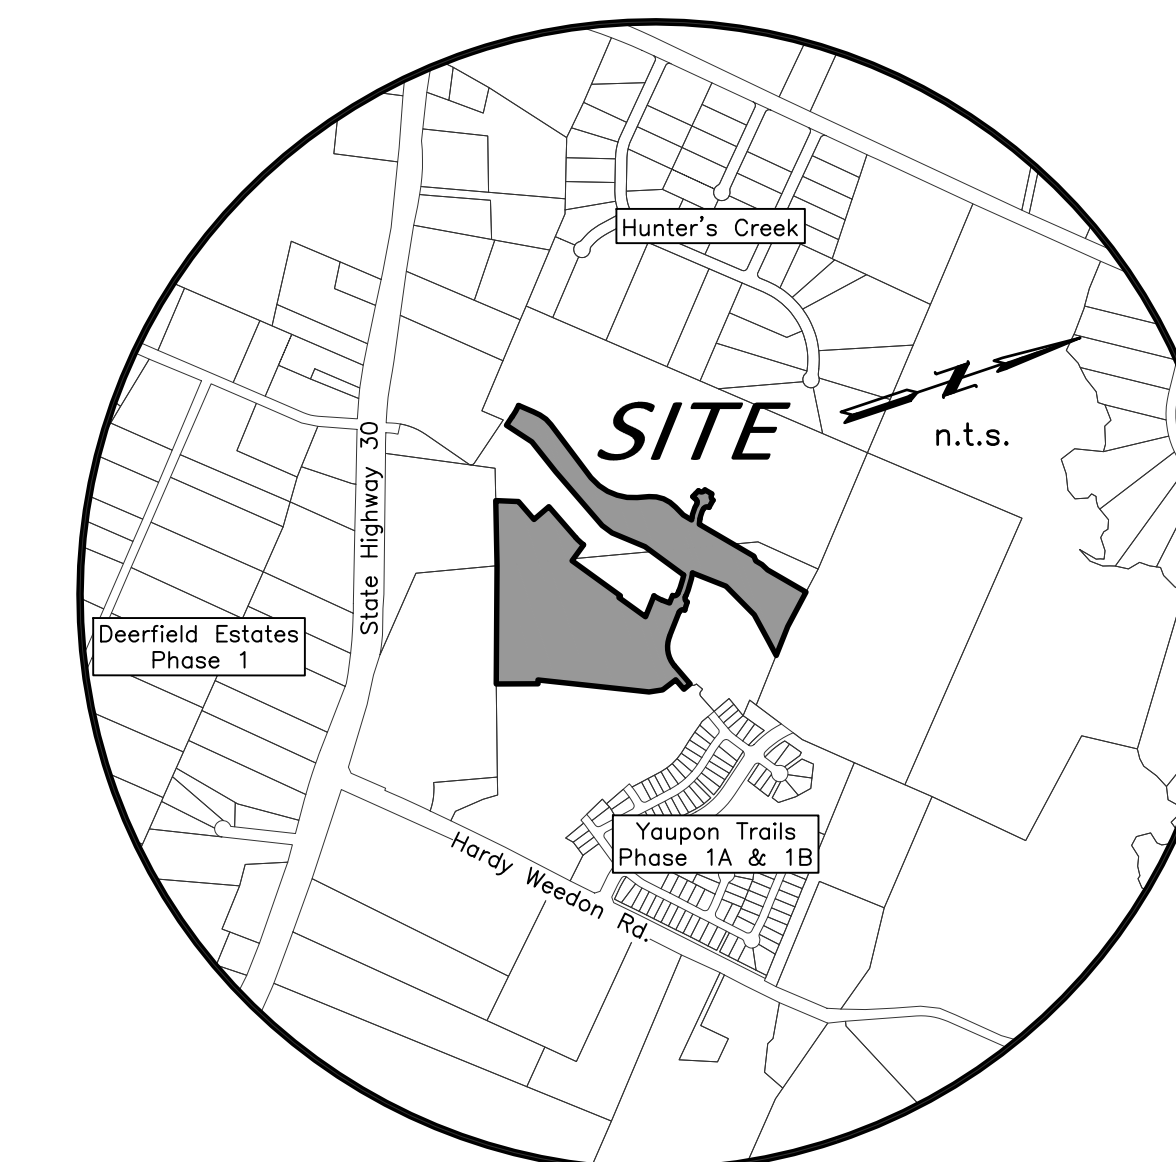 Hunter's Creek
SITE
N
n.t.s.
State Highway 30
Deerfield Estates
Phase 1
Yaupon Trails
Phase 1A & 1B
Hardy Weedon Rd.